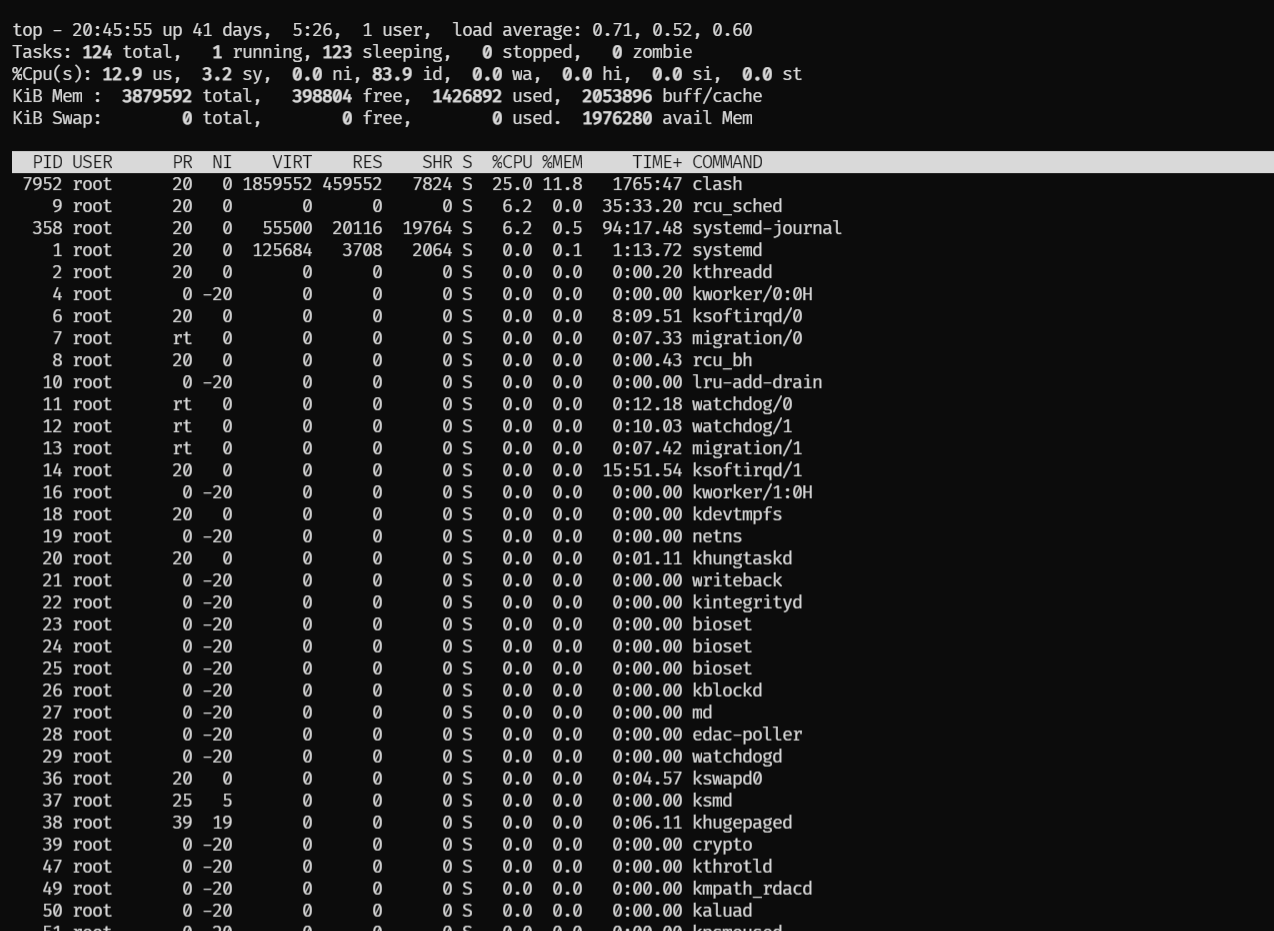 top - 20:45:55 up 41 days,  5:26,  1 user,  load average: 0.71, 0.52, 0.60
Tasks: 124 total,   1 running, 123 sleeping,   0 stopped,   0 zombie
%Cpu(s): 12.9 us,  3.2 sy,  0.0 ni, 83.9 id,  0.0 wa,  0.0 hi,  0.0 si,  0.0 st
KiB Mem :  3879592 total,   398804 free,  1426892 used,  2053896 buff/cache
KiB Swap:        0 total,        0 free,        0 used.  1976280 avail Mem
  PID USER      PR  NI    VIRT    RES    SHR S  %CPU %MEM     TIME+ COMMAND
 7952 root      20   0 1859552 459552   7824 S  25.0 11.8   1765:47 clash
    9 root      20   0       0      0      0 S   6.2  0.0  35:33.20 rcu_sched
  358 root      20   0   55500  20116  19764 S   6.2  0.5  94:17.48 systemd-journal
    1 root      20   0  125684   3708   2064 S   0.0  0.1   1:13.72 systemd
    2 root      20   0       0      0      0 S   0.0  0.0   0:00.20 kthreadd
    4 root       0 -20       0      0      0 S   0.0  0.0   0:00.00 kworker/0:0H
    6 root      20   0       0      0      0 S   0.0  0.0   8:09.51 ksoftirqd/0
    7 root      rt   0       0      0      0 S   0.0  0.0   0:07.33 migration/0
    8 root      20   0       0      0      0 S   0.0  0.0   0:00.43 rcu_bh
   10 root       0 -20       0      0      0 S   0.0  0.0   0:00.00 lru-add-drain
   11 root      rt   0       0      0      0 S   0.0  0.0   0:12.18 watchdog/0
   12 root      rt   0       0      0      0 S   0.0  0.0   0:10.03 watchdog/1
   13 root      rt   0       0      0      0 S   0.0  0.0   0:07.42 migration/1
   14 root      20   0       0      0      0 S   0.0  0.0  15:51.54 ksoftirqd/1
   16 root       0 -20       0      0      0 S   0.0  0.0   0:00.00 kworker/1:0H
   18 root      20   0       0      0      0 S   0.0  0.0   0:00.00 kdevtmpfs
   19 root       0 -20       0      0      0 S   0.0  0.0   0:00.00 netns
   20 root      20   0       0      0      0 S   0.0  0.0   0:01.11 khungtaskd
   21 root       0 -20       0      0      0 S   0.0  0.0   0:00.00 writeback
   22 root       0 -20       0      0      0 S   0.0  0.0   0:00.00 kintegrityd
   23 root       0 -20       0      0      0 S   0.0  0.0   0:00.00 bioset
   24 root       0 -20       0      0      0 S   0.0  0.0   0:00.00 bioset
   25 root       0 -20       0      0      0 S   0.0  0.0   0:00.00 bioset
   26 root       0 -20       0      0      0 S   0.0  0.0   0:00.00 kblockd
   27 root       0 -20       0      0      0 S   0.0  0.0   0:00.00 md
   28 root       0 -20       0      0      0 S   0.0  0.0   0:00.00 edac-poller
   29 root       0 -20       0      0      0 S   0.0  0.0   0:00.00 watchdogd
   36 root      20   0       0      0      0 S   0.0  0.0   0:04.57 kswapd0
   37 root      25   5       0      0      0 S   0.0  0.0   0:00.00 ksmd
   38 root      39  19       0      0      0 S   0.0  0.0   0:06.11 khugepaged
   39 root       0 -20       0      0      0 S   0.0  0.0   0:00.00 crypto
   47 root       0 -20       0      0      0 S   0.0  0.0   0:00.00 kthrotld
   49 root       0 -20       0      0      0 S   0.0  0.0   0:00.00 kmpath_rdacd
   50 root       0 -20       0      0      0 S   0.0  0.0   0:00.00 kaluad